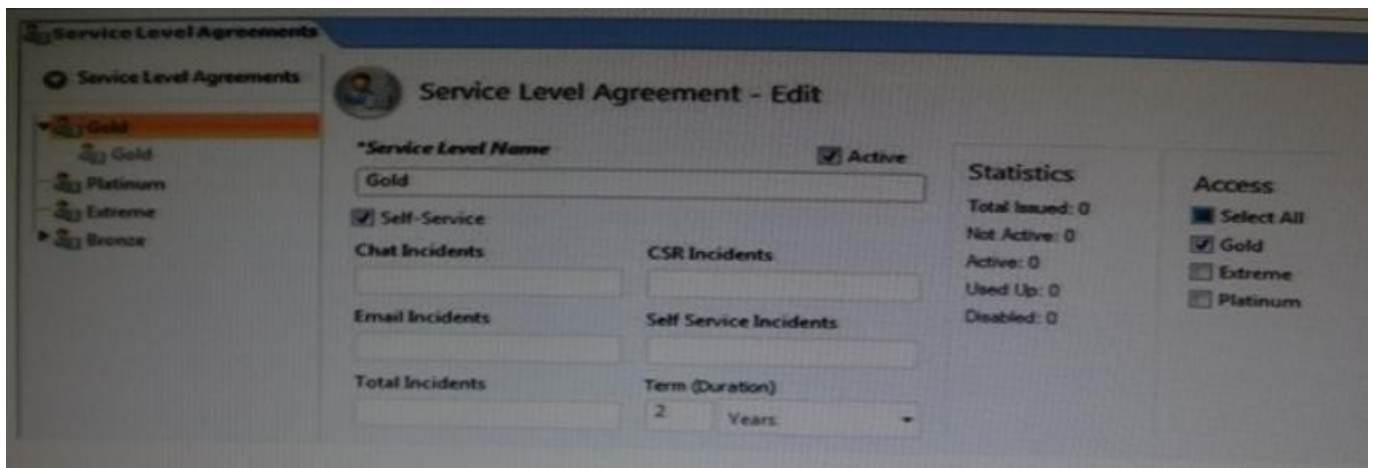 Service Level Agreements
Service Level Agreements
Gold
Gold
Platinum
Extreme
Bronze
Service Level Agreement - Edit
*Service Level Name
Active
Gold
Self-Service
Chat Incidents
CSR Incidents
Email Incidents
Self Service Incidents
Total Incidents
Term (Duration)
2
Years
Statistics
Total Issued: 0
Not Active: 0
Active: 0
Used Up: 0
Disabled: 0
Access
Select All
Gold
Extreme
Platinum